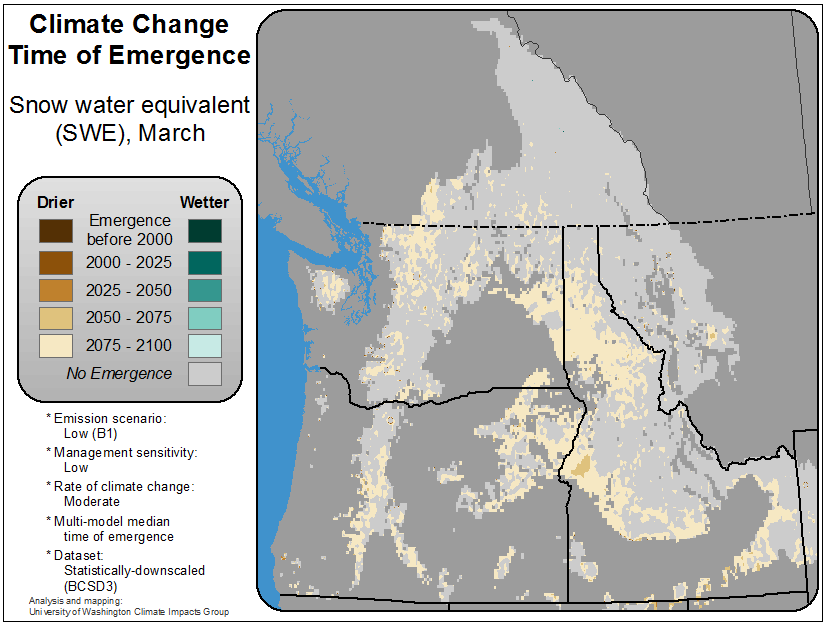 Climate Change
Time of Emergence
Snow water equivalent
(SWE), March
Drier
Wetter
Emergence
before 2000
2000 - 2025
2025 - 2050
2050 - 2075
2075 - 2100
No Emergence
* Emission scenario:
Low (B1)
* Management sensitivity:
Low
* Rate of climate change:
Moderate
* Multi-model median
time of emergence
* Dataset:
Statistically-downscaled
(BCSD3)
Analysis and mapping:
University of Washington Climate Impacts Group